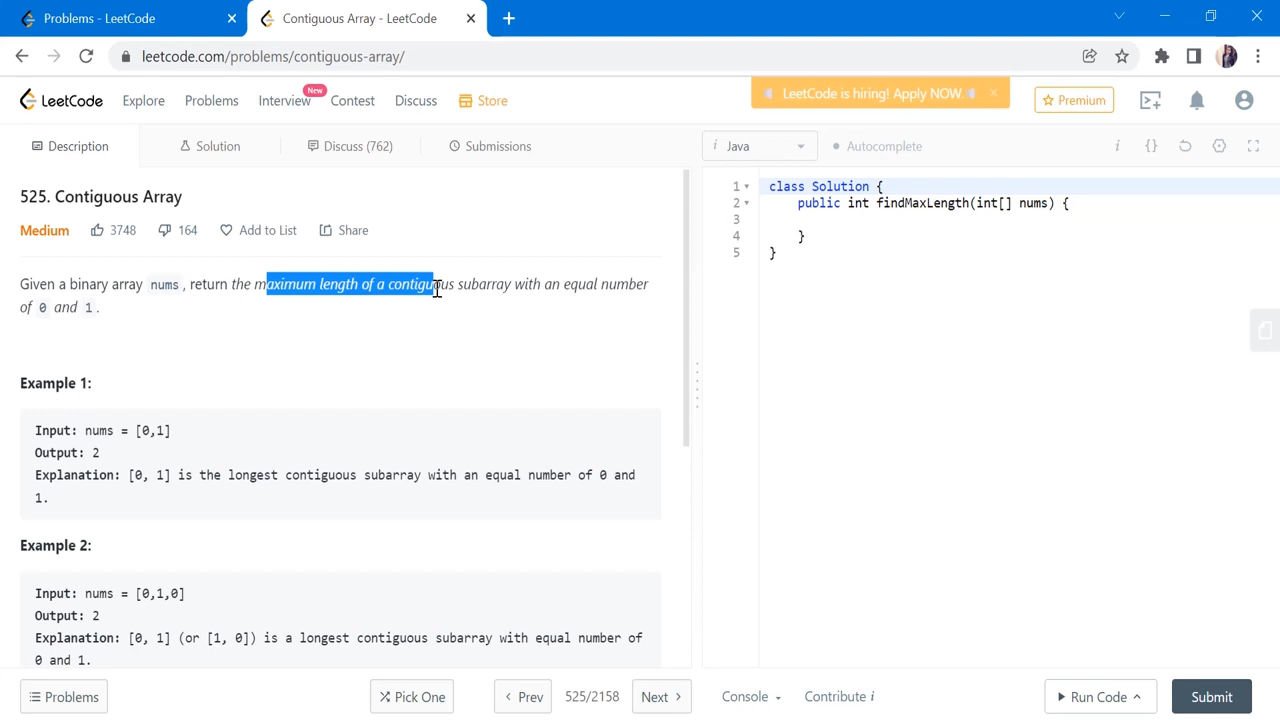 Problems - LeetCode
Contiguous Array - LeetCode
leetcode.com/problems/contiguous-array/
LeetCode Explore Problems Interview New Contest Discuss Store LeetCode is hiring! Apply NOW. Premium
Description Solution Discuss (762) Submissions
i Java Autocomplete
525. Contiguous Array
Medium 3748 164 Add to List Share
Given a binary array nums, return the maximum length of a contiguous subarray with an equal number
of 0 and 1.
Example 1:
Input: nums = [0,1]
Output: 2
Explanation: [0, 1] is the longest contiguous subarray with an equal number of 0 and
1.
Example 2:
Input: nums = [0,1,0]
Output: 2
Explanation: [0, 1] (or [1, 0]) is a longest contiguous subarray with equal number of
0 and 1.
1 class Solution {
2 public int findMaxLength(int[] nums) {
3
4 }
5 }
Problems Pick One Prev 525/2158 Next Console Contribute i Run Code Submit